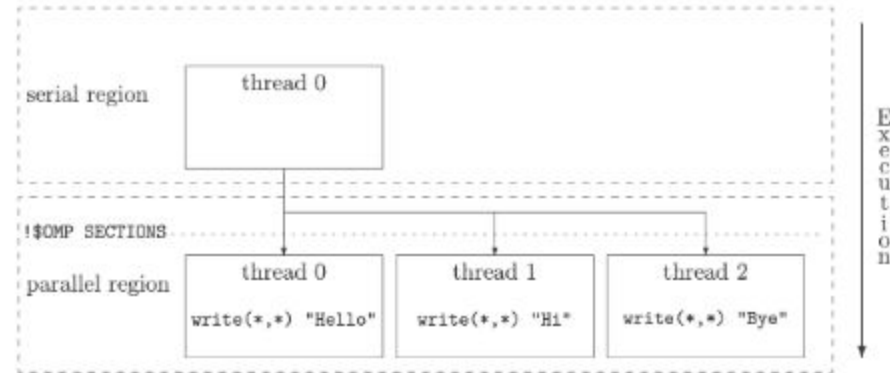 thread 0
serial region
Execution
!$OMP SECTIONS
parallel region
thread 0
write(*,*) "Hello"
thread 1
write(*,*) "Hi"
thread 2
write(*,*) "Bye"